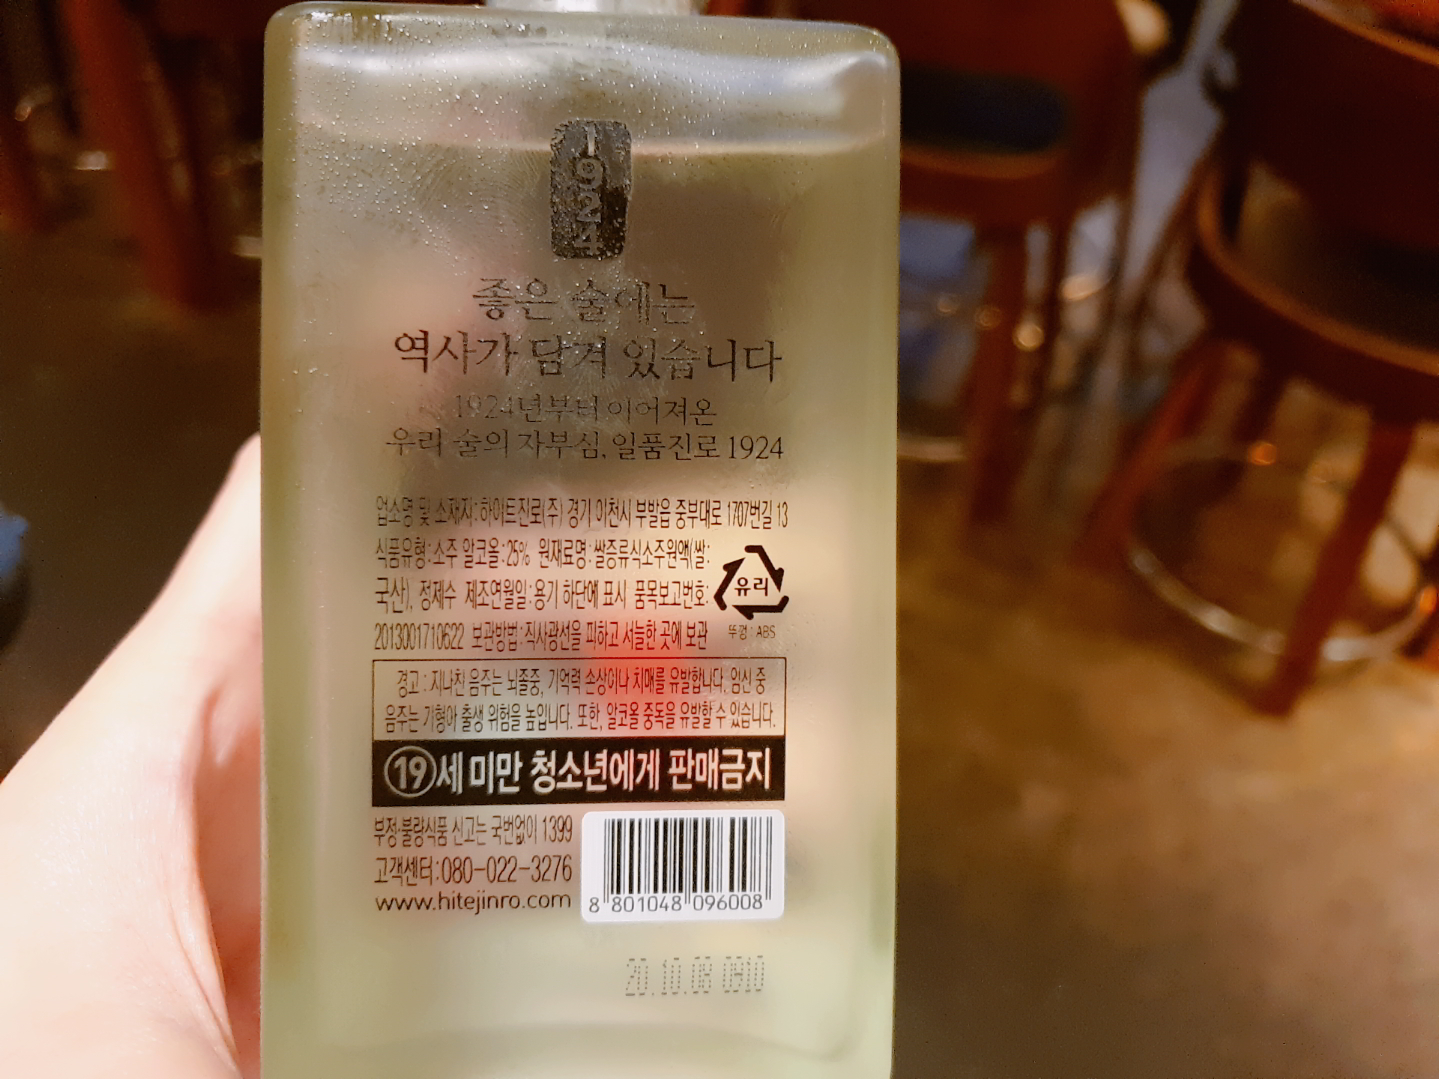 1924
좋은 술에는
역사가 담겨 있습니다
1924년부터 이어져온
우리 술의 자부심, 일품진로 1924
업소명 및 소재지:하이트진로(주) 경기 이천시 부발읍 중부대로 1707번길 13
식품유형:소주 알코올:25% 원재료명:쌀증류식소주원액(쌀:
국산), 정제수 제조연월일:용기 하단에 표시 품목보고번호:
2013001710622 보관방법:직사광선을 피하고 서늘한 곳에 보관
유리
뚜껑:ABS
경고 : 지나친 음주는 뇌졸중, 기억력 손상이나 치매를 유발합니다. 임신 중
음주는 기형아 출생 위험을 높입니다. 또한, 알코올 중독을 유발할 수 있습니다.
19세 미만 청소년에게 판매금지
부정·불량식품 신고는 국번없이 1399
고객센터:080-022-3276
www.hitejinro.com
8 801048 096008
20.10.08 0910